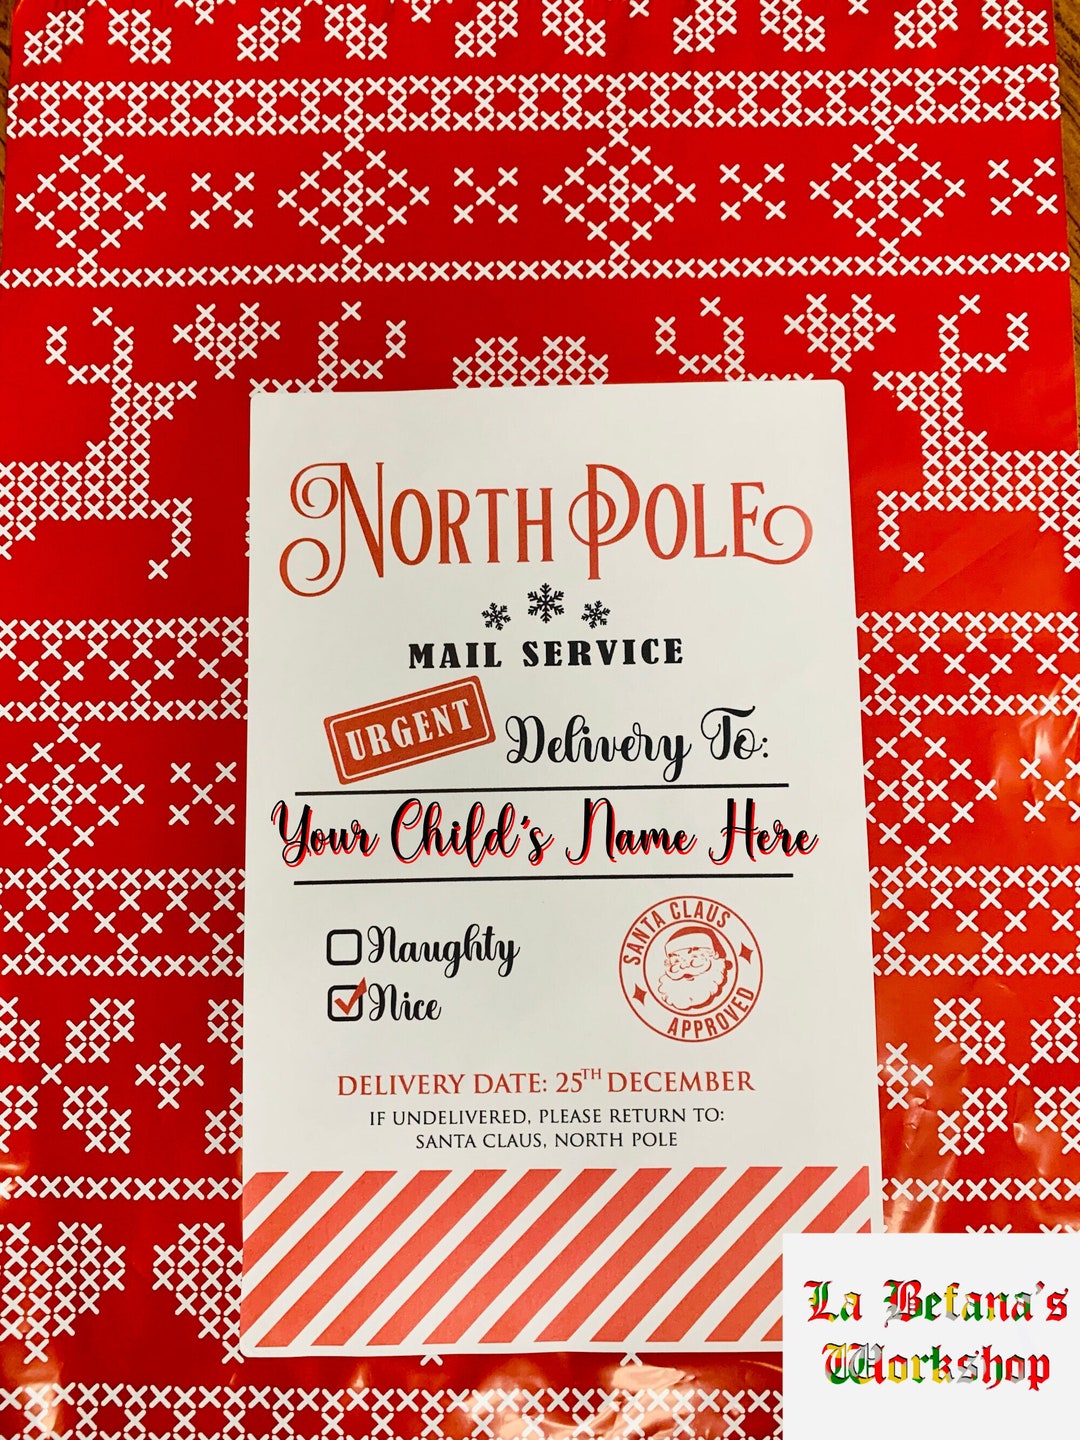 NORTH POLE
MAIL SERVICE
URGENT
Delivery To:
Your Child's Name Here
Naughty
Nice
SANTA CLAUS
APPROVED
DELIVERY DATE: 25TH DECEMBER
IF UNDELIVERED, PLEASE RETURN TO:
SANTA CLAUS, NORTH POLE
La Befana's
Workshop